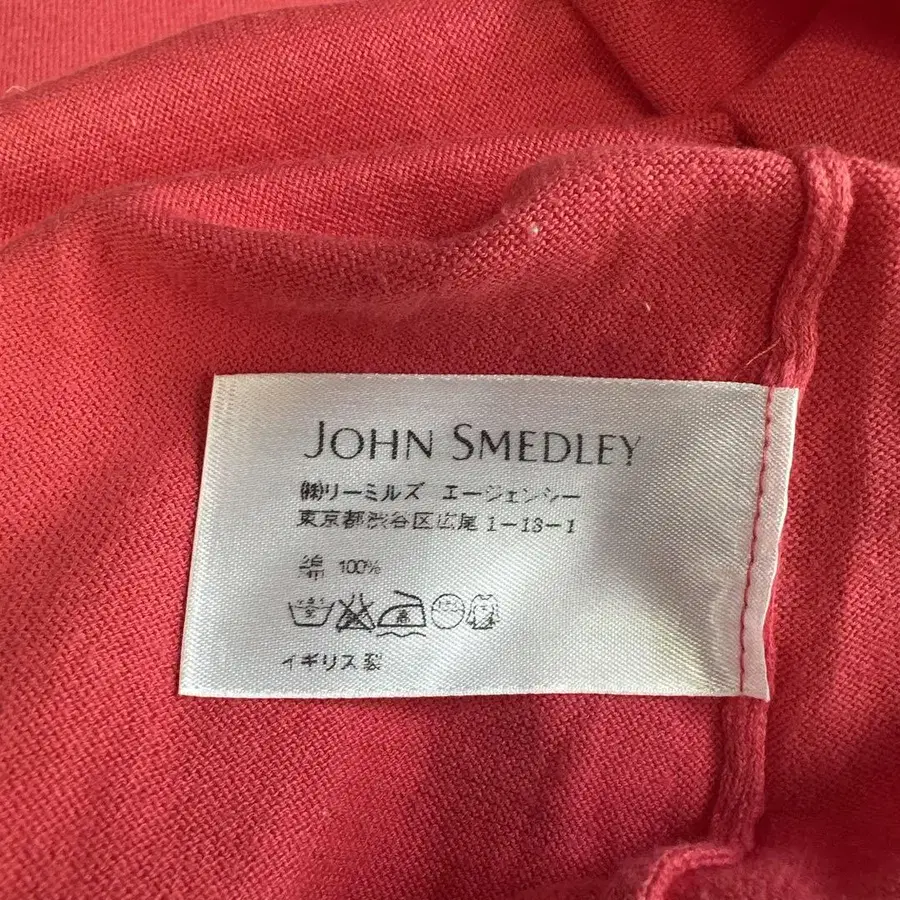 JOHN SMEDLEY
㈱リーミルズ エージェンシー
東京都渋谷区広尾1-13-1
綿 100%
イギリス製